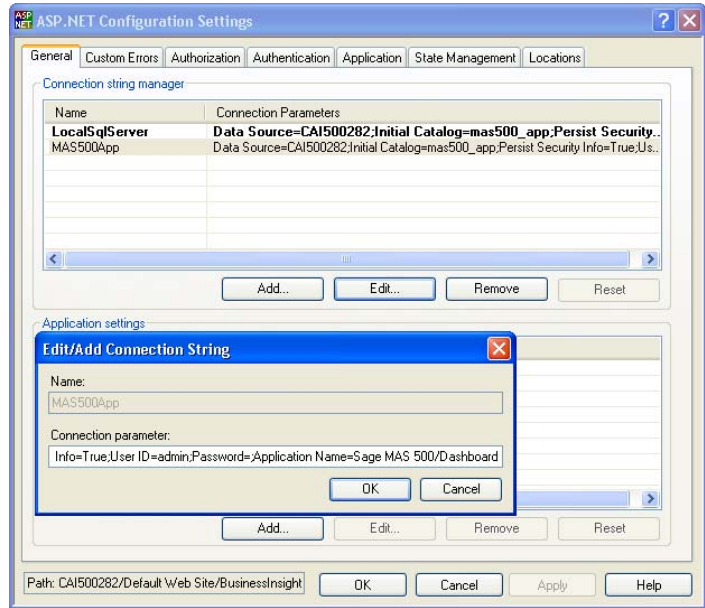 ASP.NET Configuration Settings
General Custom Errors Authorization Authentication Application State Management Locations
Connection string manager
Name Connection Parameters
LocalSqlServer Data Source=CAI500282;Initial Catalog=mas500_app;Persist Security..
MAS500App Data Source=CAI500282;Initial Catalog=mas500_app;Persist Security Info=True;Us..
Add... Edit... Remove Reset
Application settings
Edit/Add Connection String
Name:
MAS500App
Connection parameter:
Info=True;User ID=admin;Password=;Application Name=Sage MAS 500/Dashboard
OK Cancel
Add... Edit... Remove Reset
Path: CAI500282/Default Web Site/BusinessInsight OK Cancel Apply Help